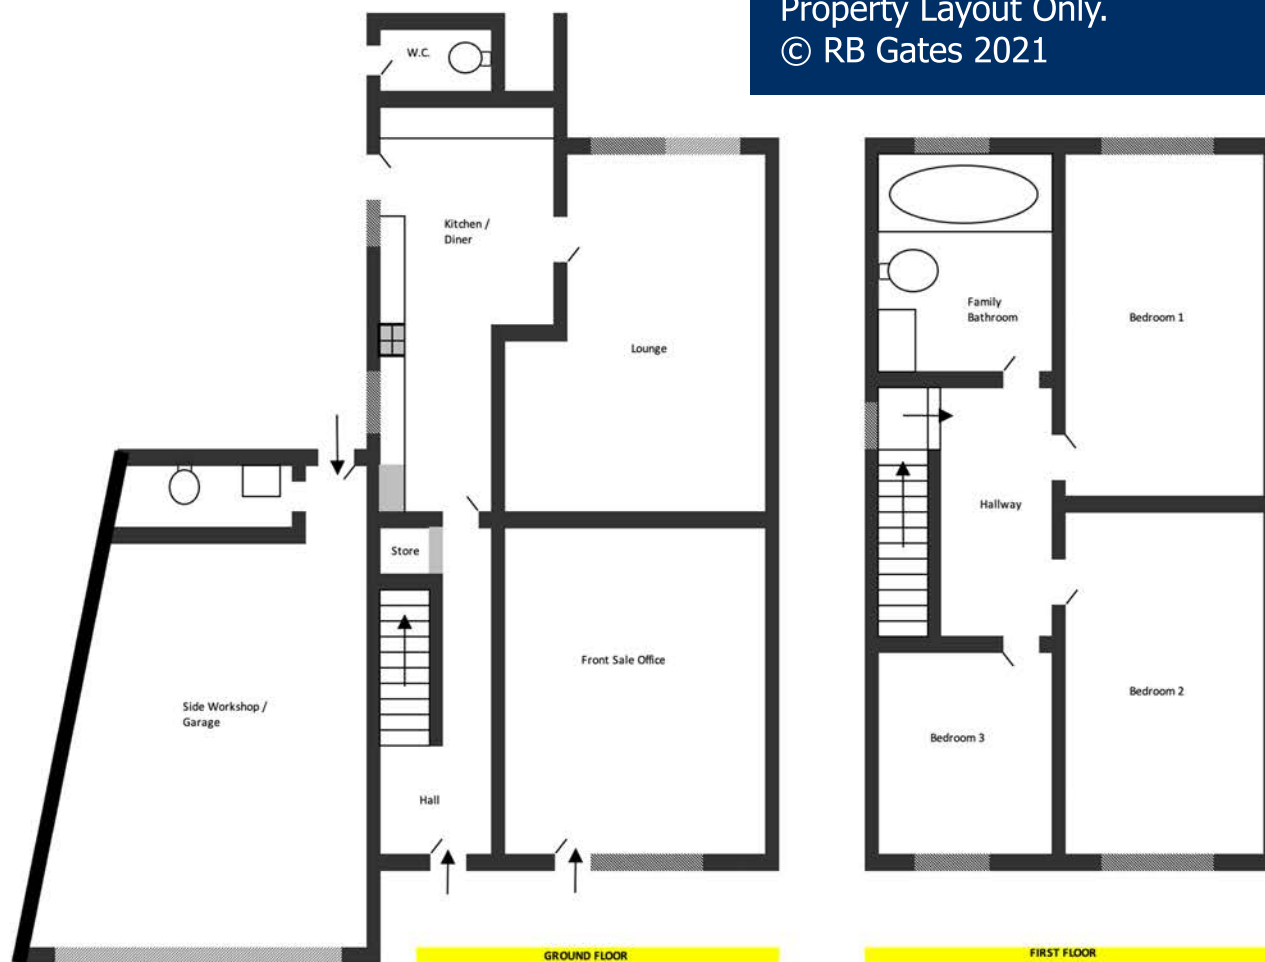 Property Layout Only.
© RB Gates 2021
W.C.
Kitchen /
Diner
Lounge
Store
Front Sale Office
Side Workshop /
Garage
Hall
GROUND FLOOR
Family
Bathroom
Bedroom 1
Hallway
Bedroom 2
Bedroom 3
FIRST FLOOR